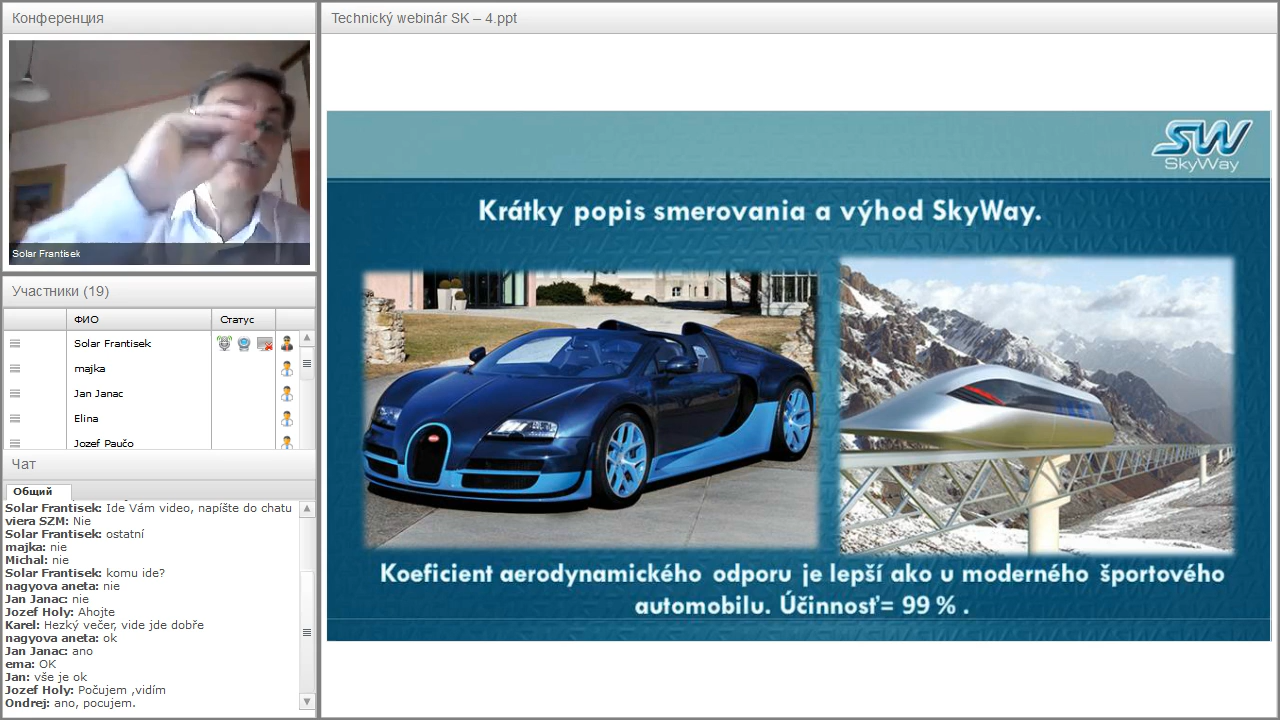 Конференция
Solar Frantisek
Участники (19)
ФИО Статус
Solar Frantisek
majka
Jan Janac
Elina
Jozef Paučo
Чат
Общий
Solar Frantisek: Ide Vám video, napíšte do chatu
viera SZM: Nie
Solar Frantisek: ostatní
majka: nie
Michal: nie
Solar Frantisek: komu ide?
nagyova aneta: nie
Jan Janac: nie
Jozef Holy: Ahojte
Karel: Hezký večer, vide jde dobře
nagyova aneta: ok
Jan Janac: ano
ema: OK
Jan: vše je ok
Jozef Holy: Počujem ,vidím
Ondrej: ano, pocujem.
Technický webinár SK – 4.ppt
SW
SkyWay
Krátky popis smerovania a výhod SkyWay.
Koeficient aerodynamického odporu je lepší ako u moderného športového
automobilu. Účinnosť= 99 % .